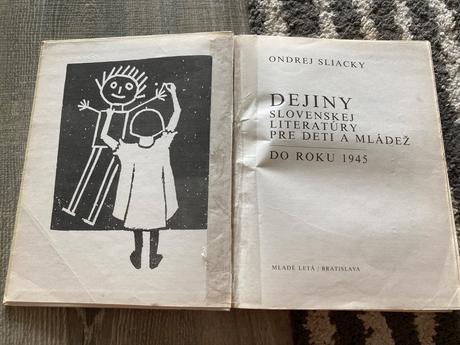 ONDREJ SLIACKY
DEJINY
SLOVENSKEJ
LITERATÚRY
PRE DETI A MLÁDEŽ
DO ROKU 1945
MLADÉ LETÁ / BRATISLAVA